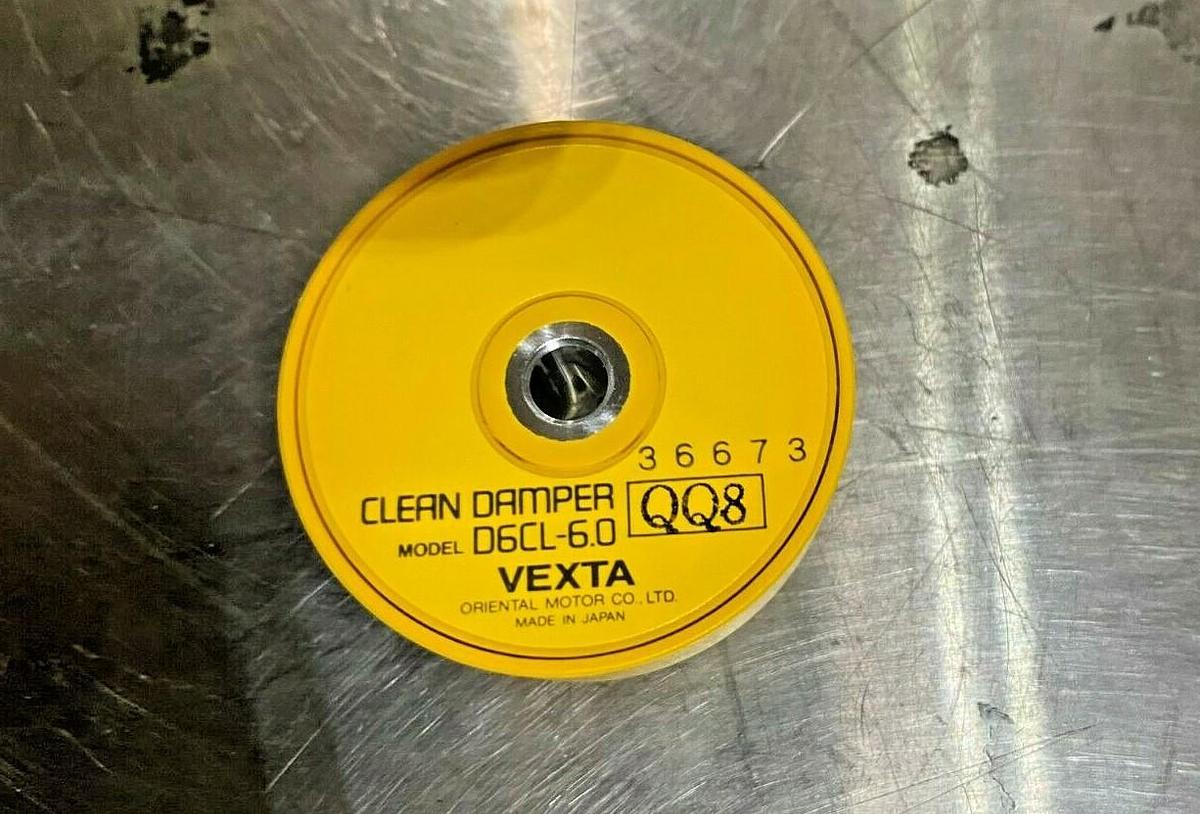 36673
CLEAN DAMPER QQ8
MODEL D6CL-6.0
VEXTA
ORIENTAL MOTOR CO., LTD.
MADE IN JAPAN